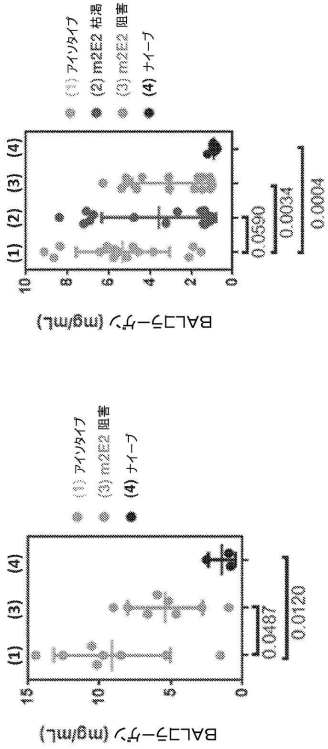 BALコラーゲン (mg/mL)
15
10
5
0
(1)
(3)
(4)
0.0487
0.0120
(1) アイソタイプ
(3) m2E2 阻害
(4) ナイーブ
BALコラーゲン (mg/mL)
10
8
6
4
2
0
(1)
(2)
(3)
(4)
0.0590
0.0034
0.0004
(1) アイソタイプ
(2) m2E2 枯渇
(3) m2E2 阻害
(4) ナイーブ